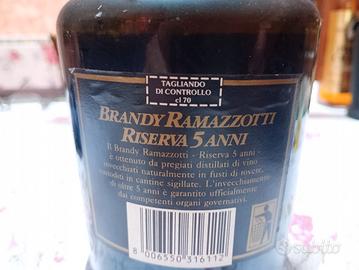 TAGLIANDO
DI CONTROLLO
cl 70
BRANDY RAMAZZOTTI
RISERVA 5 ANNI
Il Brandy Ramazzotti - Riserva 5 anni -
è ottenuto da pregiati distillati di vino
invecchiati naturalmente in fusti di rovere,
custoditi in cantine sigillate. L'invecchiamento
di oltre 5 anni è garantito ufficialmente
dai competenti organi governativi.
8 006550 316112
subito